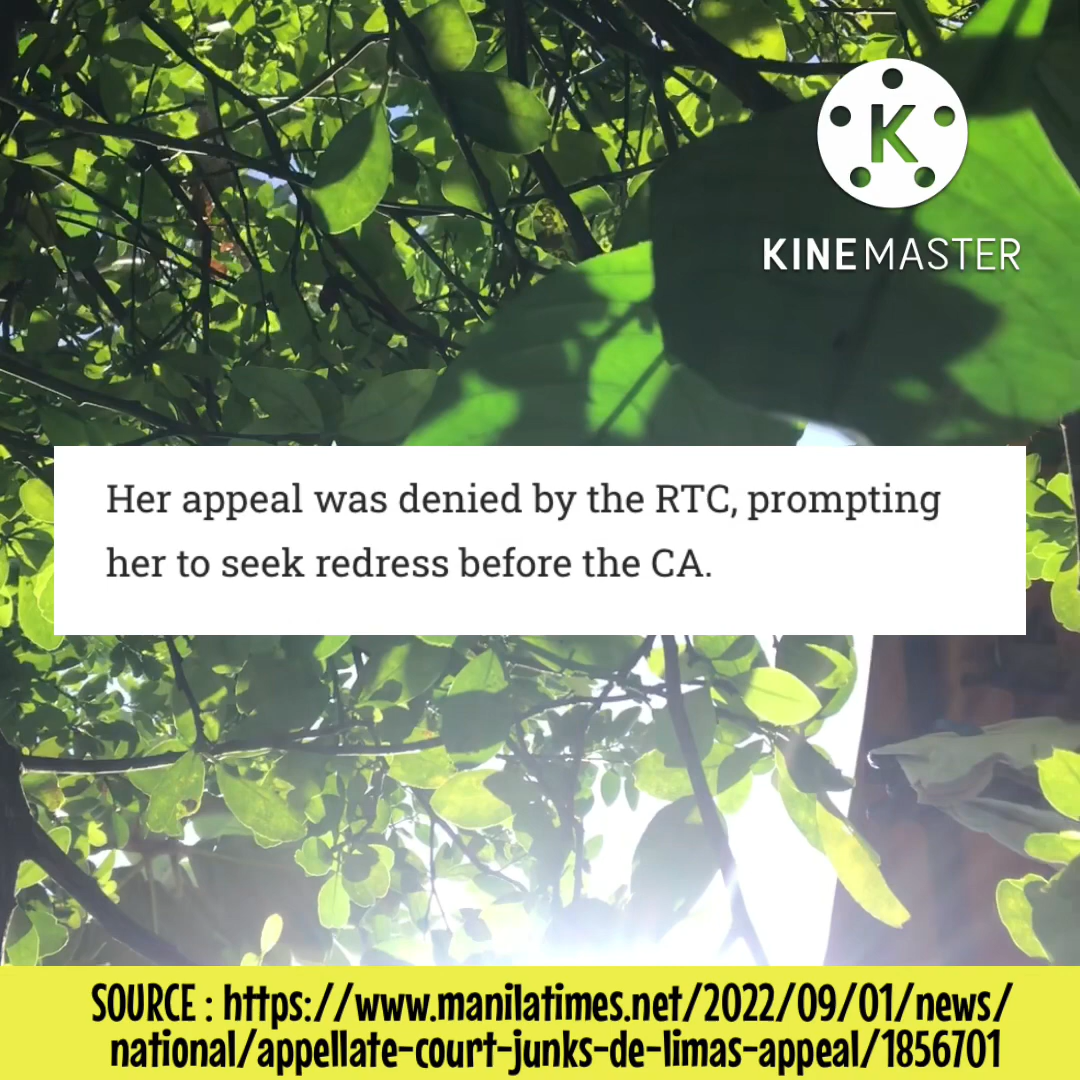 K
KINEMASTER
Her appeal was denied by the RTC, prompting
her to seek redress before the CA.
SOURCE : https://www.manilatimes.net/2022/09/01/news/
national/appellate-court-junks-de-limas-appeal/1856701